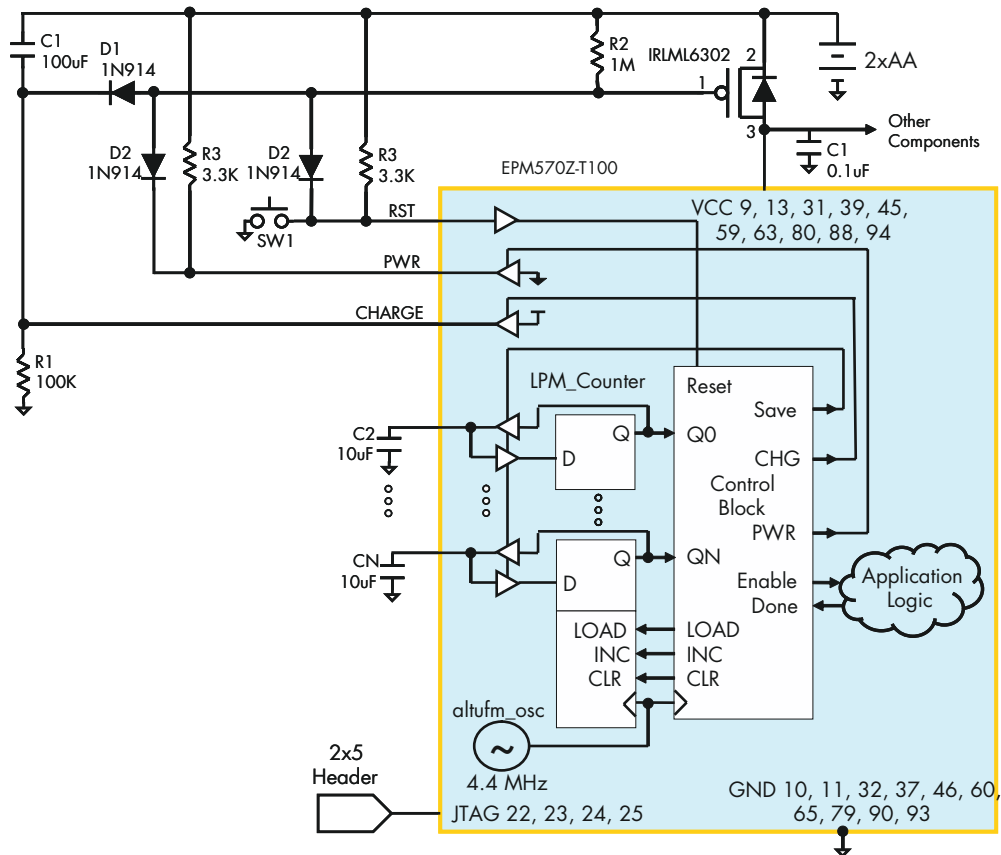 C1
100uF
D1
1N914
R2
1M
IRLML6302
2
1
3
2xAA
Other
Components
C1
0.1uF
D2
1N914
R3
3.3K
D2
1N914
R3
3.3K
EPM570Z-T100
VCC 9, 13, 31, 39, 45,
59, 63, 80, 88, 94
SW1
RST
PWR
CHARGE
R1
100K
LPM_Counter
Reset
Save
C2
10uF
Q
D
Q0
CHG
Control
Block
PWR
CN
10uF
Q
D
QN
Enable
Done
Application
Logic
LOAD
INC
CLR
LOAD
INC
CLR
altufm_osc
~
4.4 MHz
2x5
Header
JTAG 22, 23, 24, 25
GND 10, 11, 32, 37, 46, 60,
65, 79, 90, 93